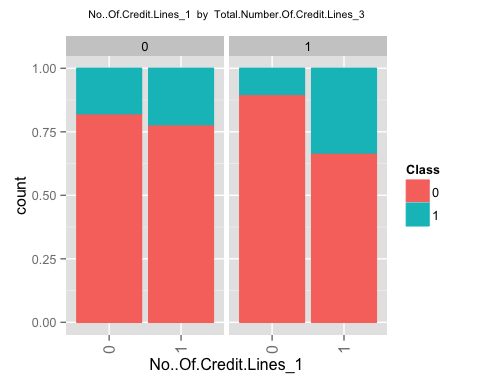 No..Of.Credit.Lines_1 by Total.Number.Of.Credit.Lines_3
0 1
1.00
0.75
0.50
0.25
0.00
count
0 1 0 1
No..Of.Credit.Lines_1
Class
0
1